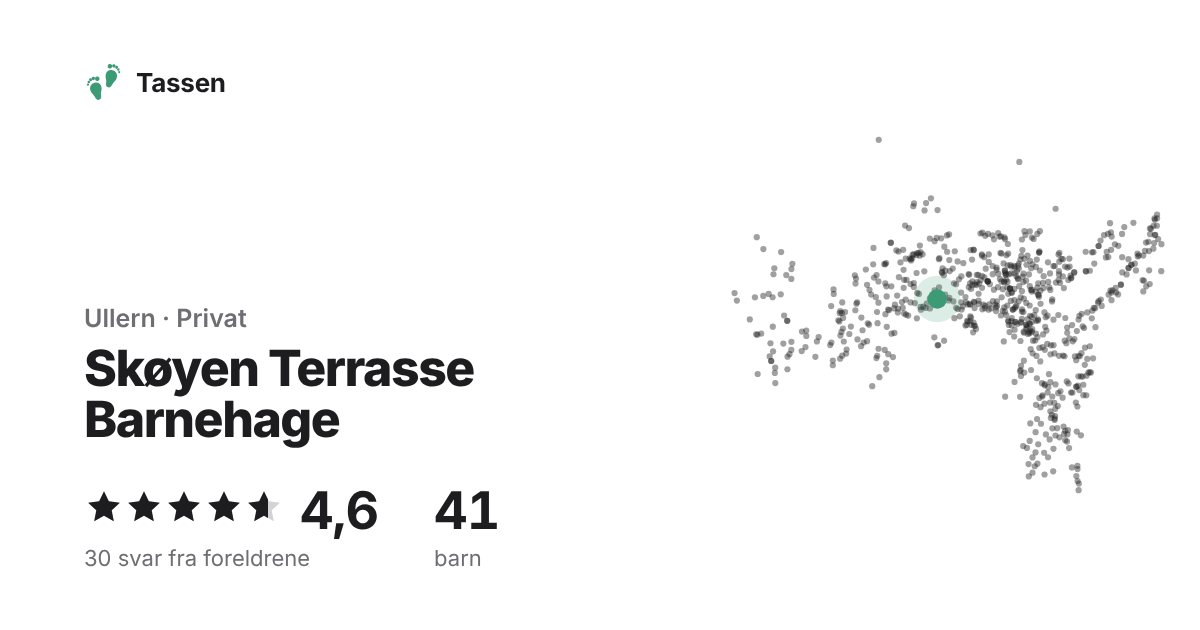 Tassen
Ullern · Privat
Skøyen Terrasse
Barnehage
4,6
41
30 svar fra foreldrene
barn